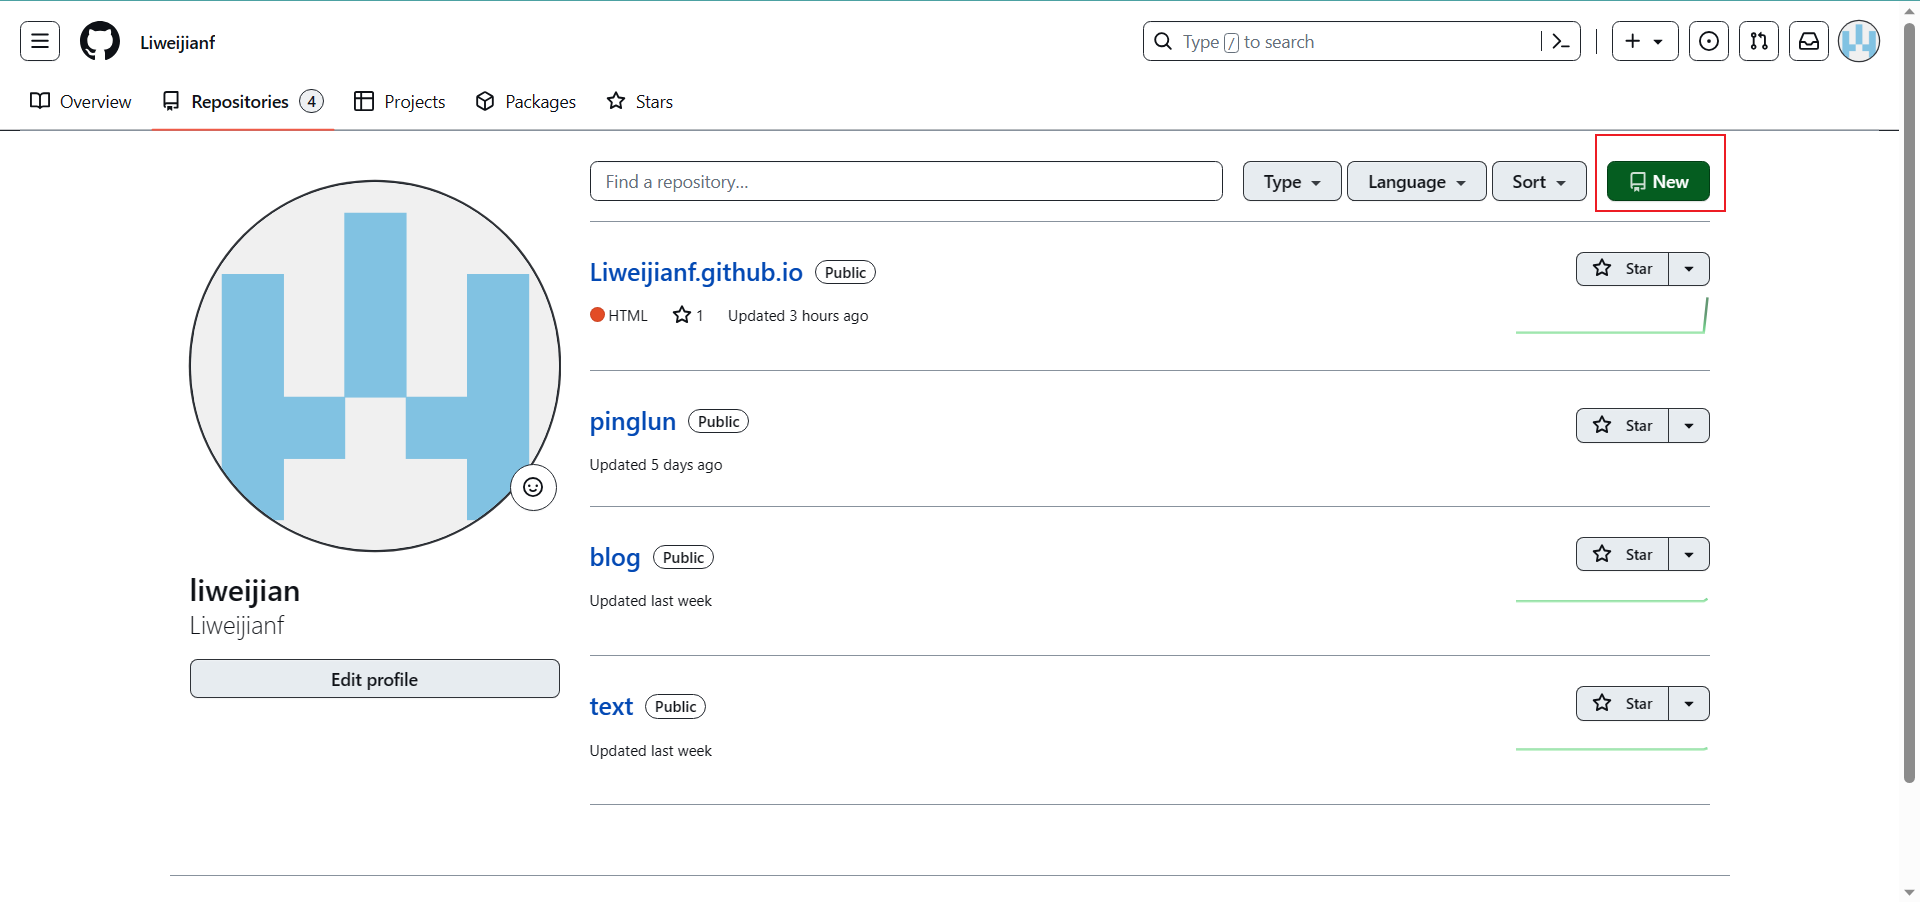 Liweijianf
Type / to search
Overview Repositories 4 Projects Packages Stars
Find a repository... Type Language Sort New
Liweijianf.github.io Public Star
HTML 1 Updated 3 hours ago
pinglun Public Star
Updated 5 days ago
blog Public Star
Updated last week
liweijian
Liweijianf
Edit profile
text Public Star
Updated last week